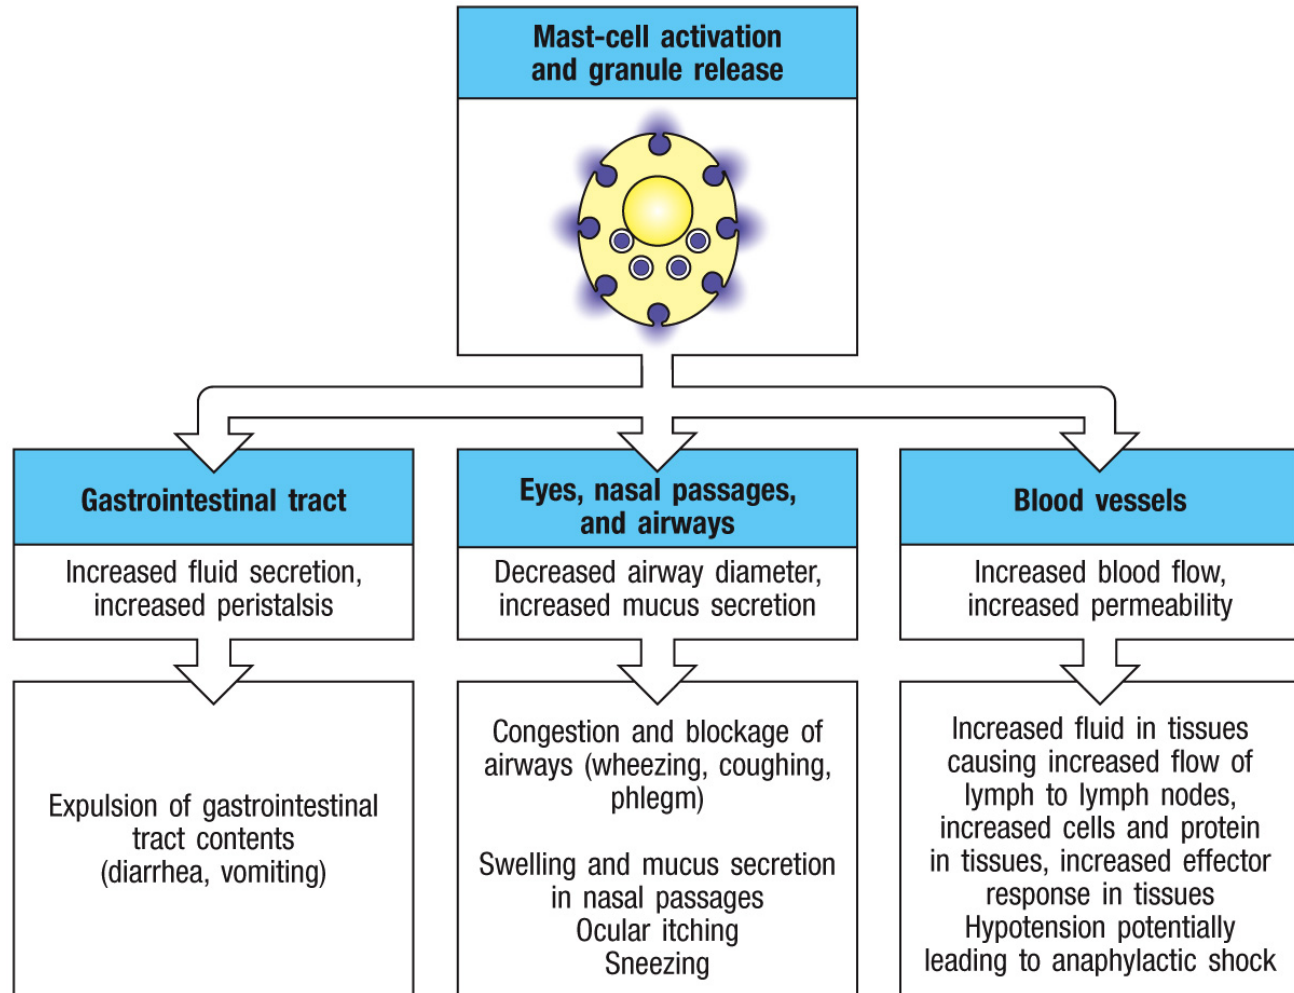 Mast-cell activation
and granule release
Gastrointestinal tract
Increased fluid secretion,
increased peristalsis
Expulsion of gastrointestinal
tract contents
(diarrhea, vomiting)
Eyes, nasal passages,
and airways
Decreased airway diameter,
increased mucus secretion
Congestion and blockage of
airways (wheezing, coughing,
phlegm)
Swelling and mucus secretion
in nasal passages
Ocular itching
Sneezing
Blood vessels
Increased blood flow,
increased permeability
Increased fluid in tissues
causing increased flow of
lymph to lymph nodes,
increased cells and protein
in tissues, increased effector
response in tissues
Hypotension potentially
leading to anaphylactic shock